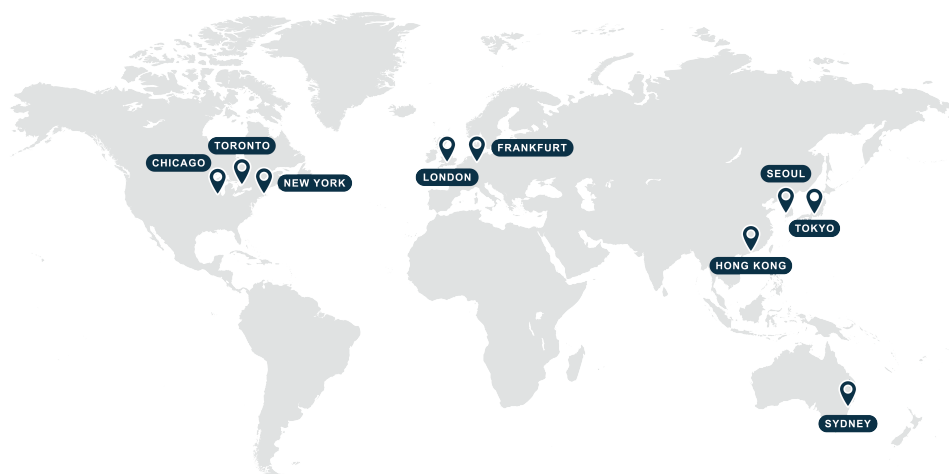 TORONTO
CHICAGO
NEW YORK
FRANKFURT
LONDON
SEOUL
TOKYO
HONG KONG
SYDNEY